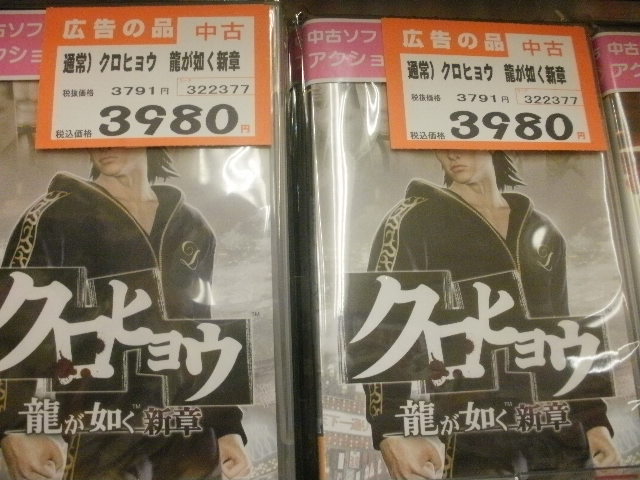 広告の品 中古
通常) クロヒョウ 龍が如く新章
税抜価格 3791円 322377
税込価格 3980円
クロヒョウ
龍が如く 新章
TM
中古ソフ
アクショ
広告の品 中古
通常) クロヒョウ 龍が如く新章
税抜価格 3791円 322377
税込価格 3980円
クロヒョウ
龍が如く 新章
中古
アク